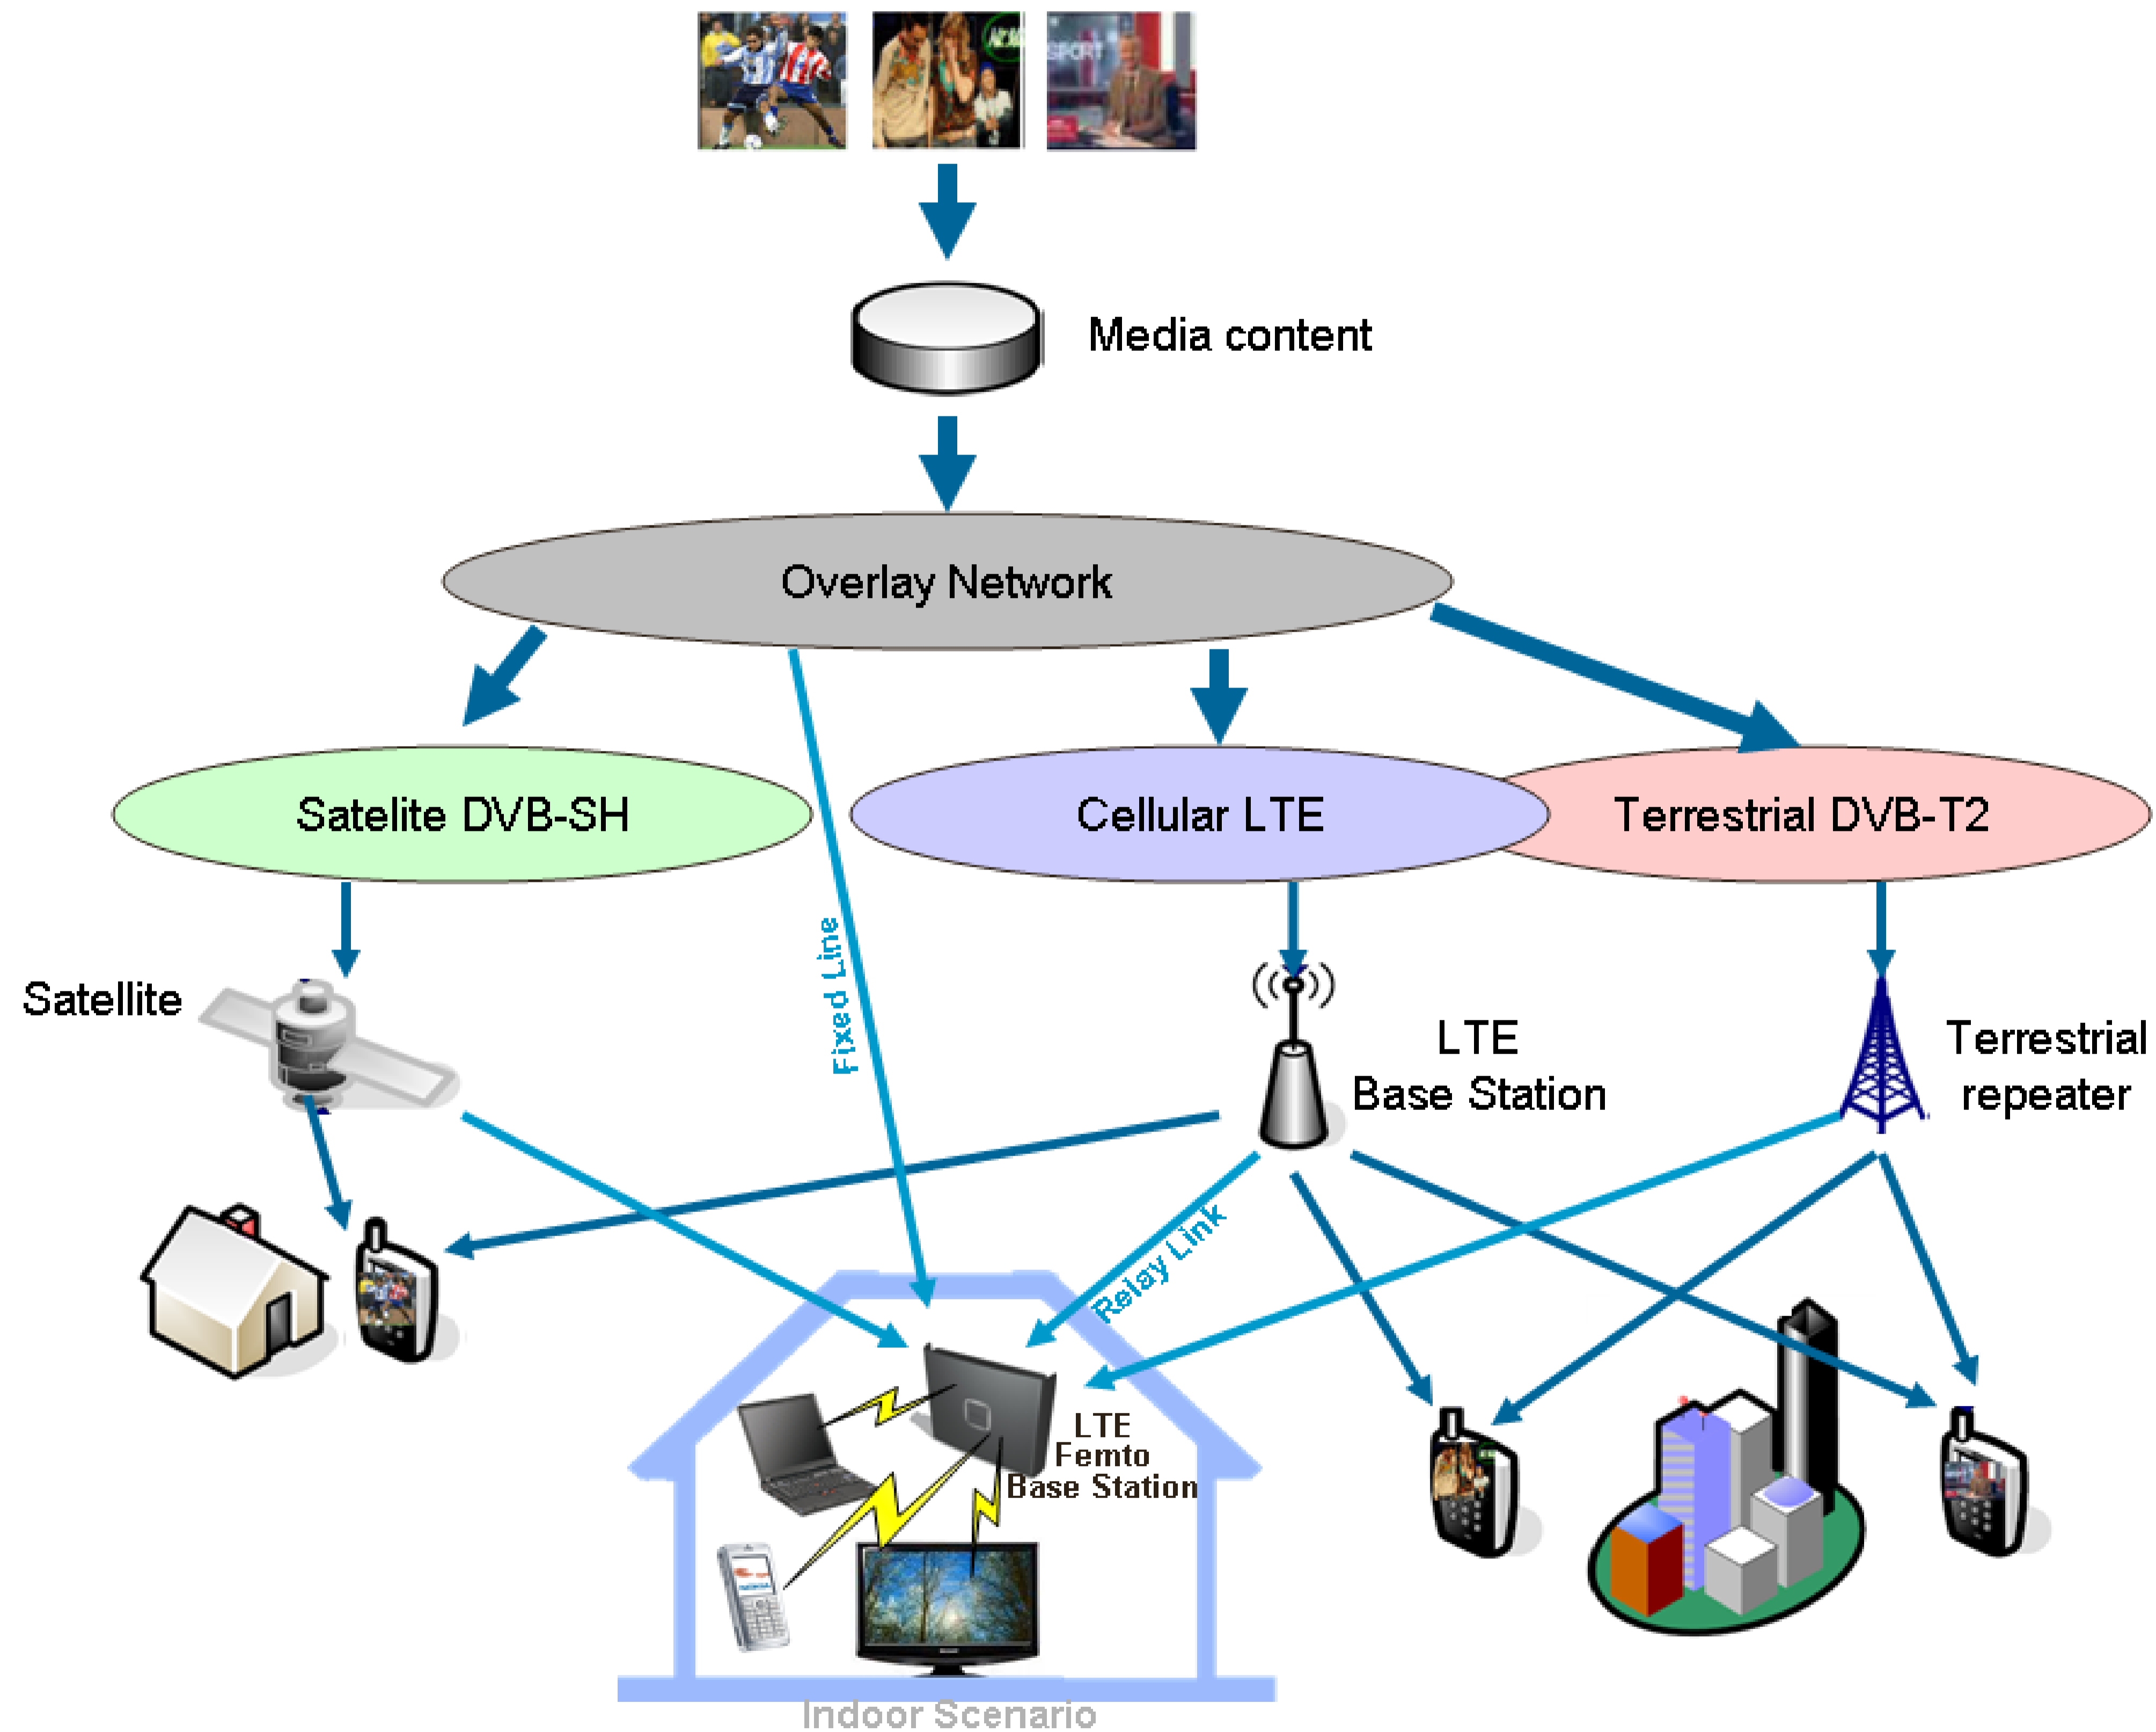 SPORT
Media content
Overlay Network
Satelite DVB-SH
Cellular LTE
Terrestrial DVB-T2
Fixed Line
Satellite
LTE
Base Station
Terrestrial
repeater
Relay Link
LTE
Femto
Base Station
Indoor Scenario